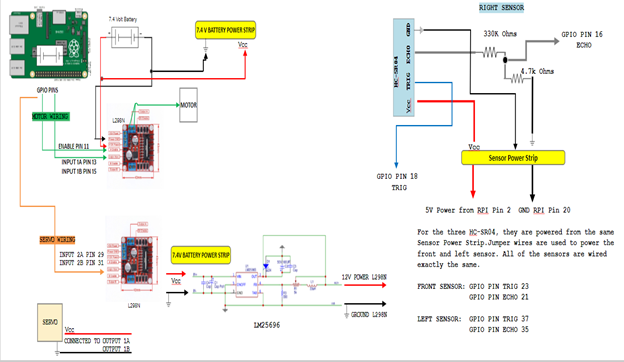 7.4 Volt Battery
7.4 V BATTERY POWER STRIP
Vcc
GPIO PINS
MOTOR WIRING
L298N
MOTOR
ENABLE PIN 11
INPUT 1A PIN 13
INPUT 1B PIN 15
SERVO WIRING
INPUT 2A PIN 29
INPUT 2B PIN 31
L298N
7.4V BATTERY POWER STRIP
Vcc
12V POWER L298N
GROUND L298N
LM25696
SERVO
Vcc
CONNECTED TO OUTPUT 1A
OUTPUT 1B
RIGHT SENSOR
HC-SR04
GND
ECHO
TRIG
Vcc
330K Ohms
GPIO PIN 16
ECHO
4.7k Ohms
Vcc
Sensor Power Strip
GPIO PIN 18
TRIG
5V Power from RPI Pin 2
GND RPI Pin 20
For the three HC-SR04, they are powered from the same
Sensor Power Strip.Jumper wires are used to power the
front and left sensor. All of the sensors are wired
exactly the same.
FRONT SENSOR: GPIO PIN TRIG 23
GPIO PIN ECHO 21
LEFT SENSOR: GPIO PIN TRIG 37
GPIO PIN ECHO 35